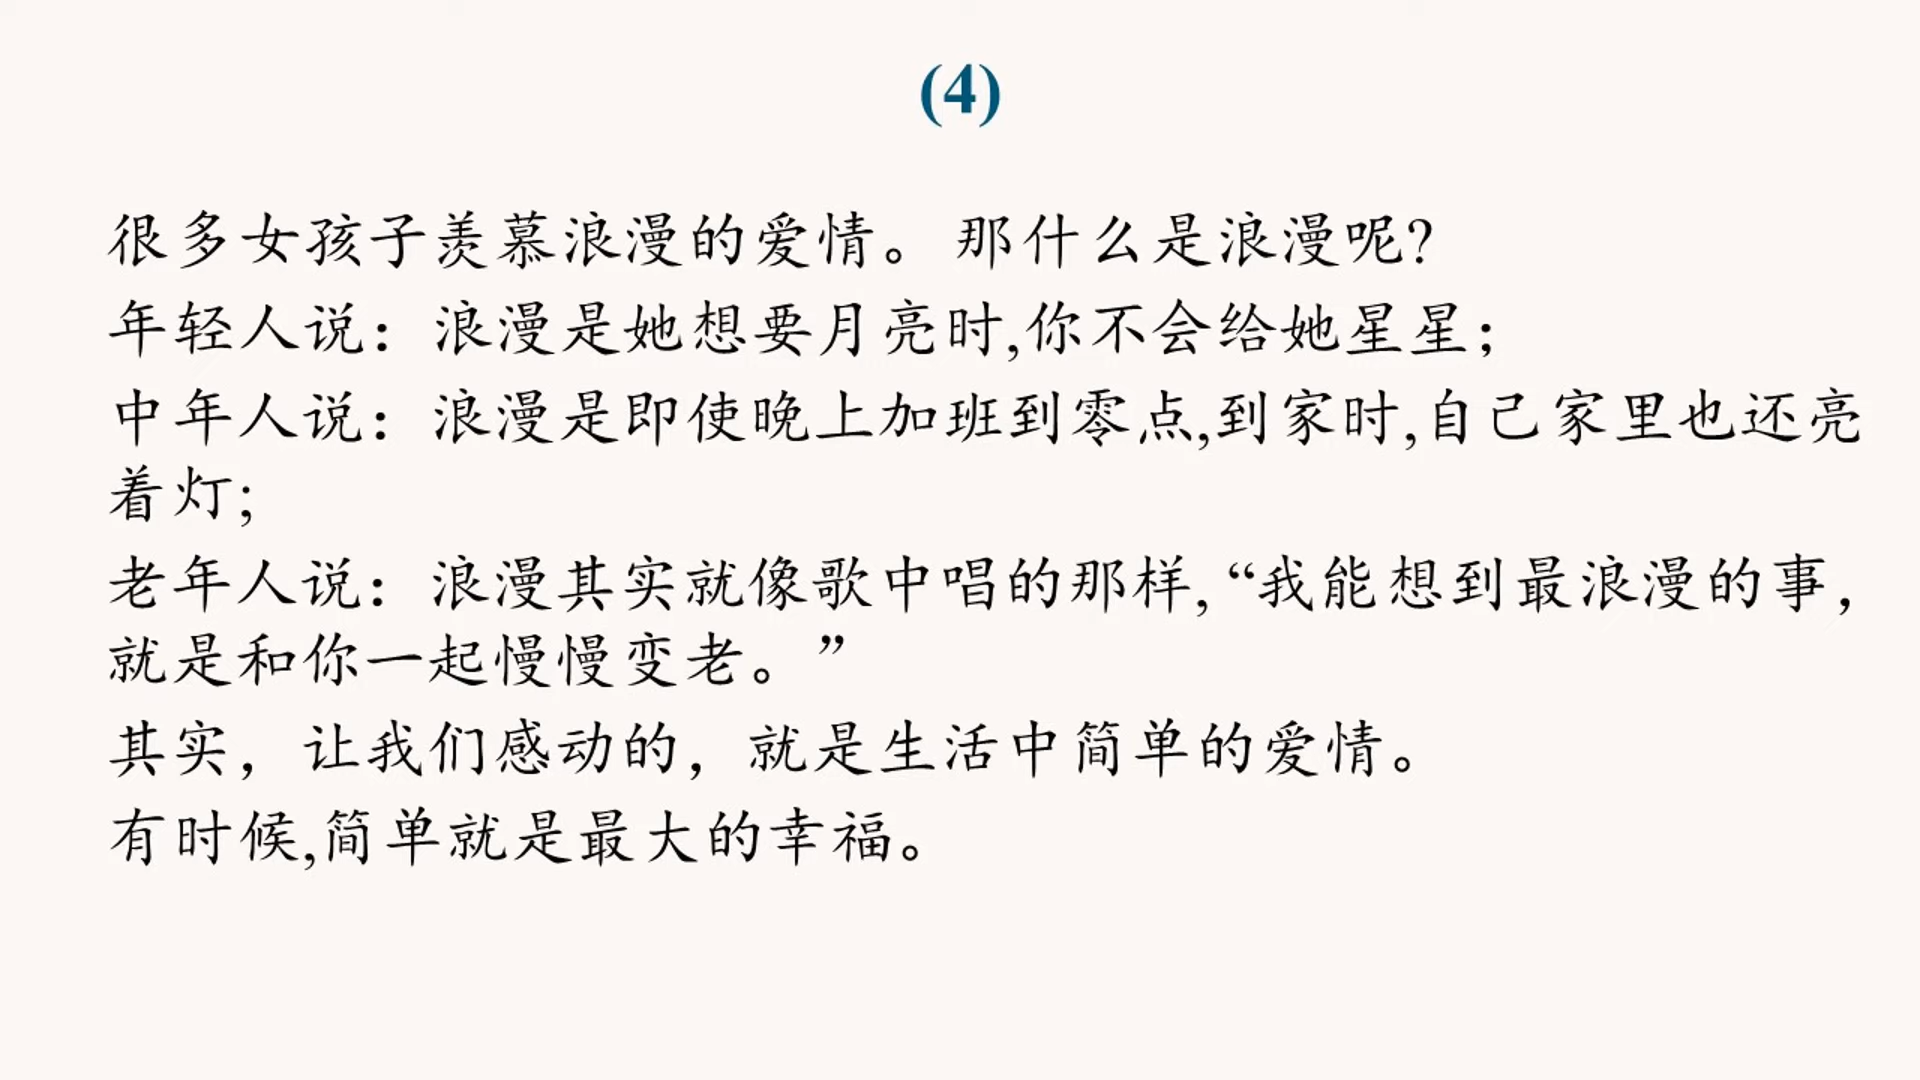 (4)
很多女孩子羡慕浪漫的爱情。 那什么是浪漫呢?
年轻人说：浪漫是她想要月亮时,你不会给她星星；
中年人说：浪漫是即使晚上加班到零点,到家时,自己家里也还亮
着灯;
老年人说：浪漫其实就像歌中唱的那样, “我能想到最浪漫的事，
就是和你一起慢慢变老。”
其实，让我们感动的，就是生活中简单的爱情。
有时候,简单就是最大的幸福。